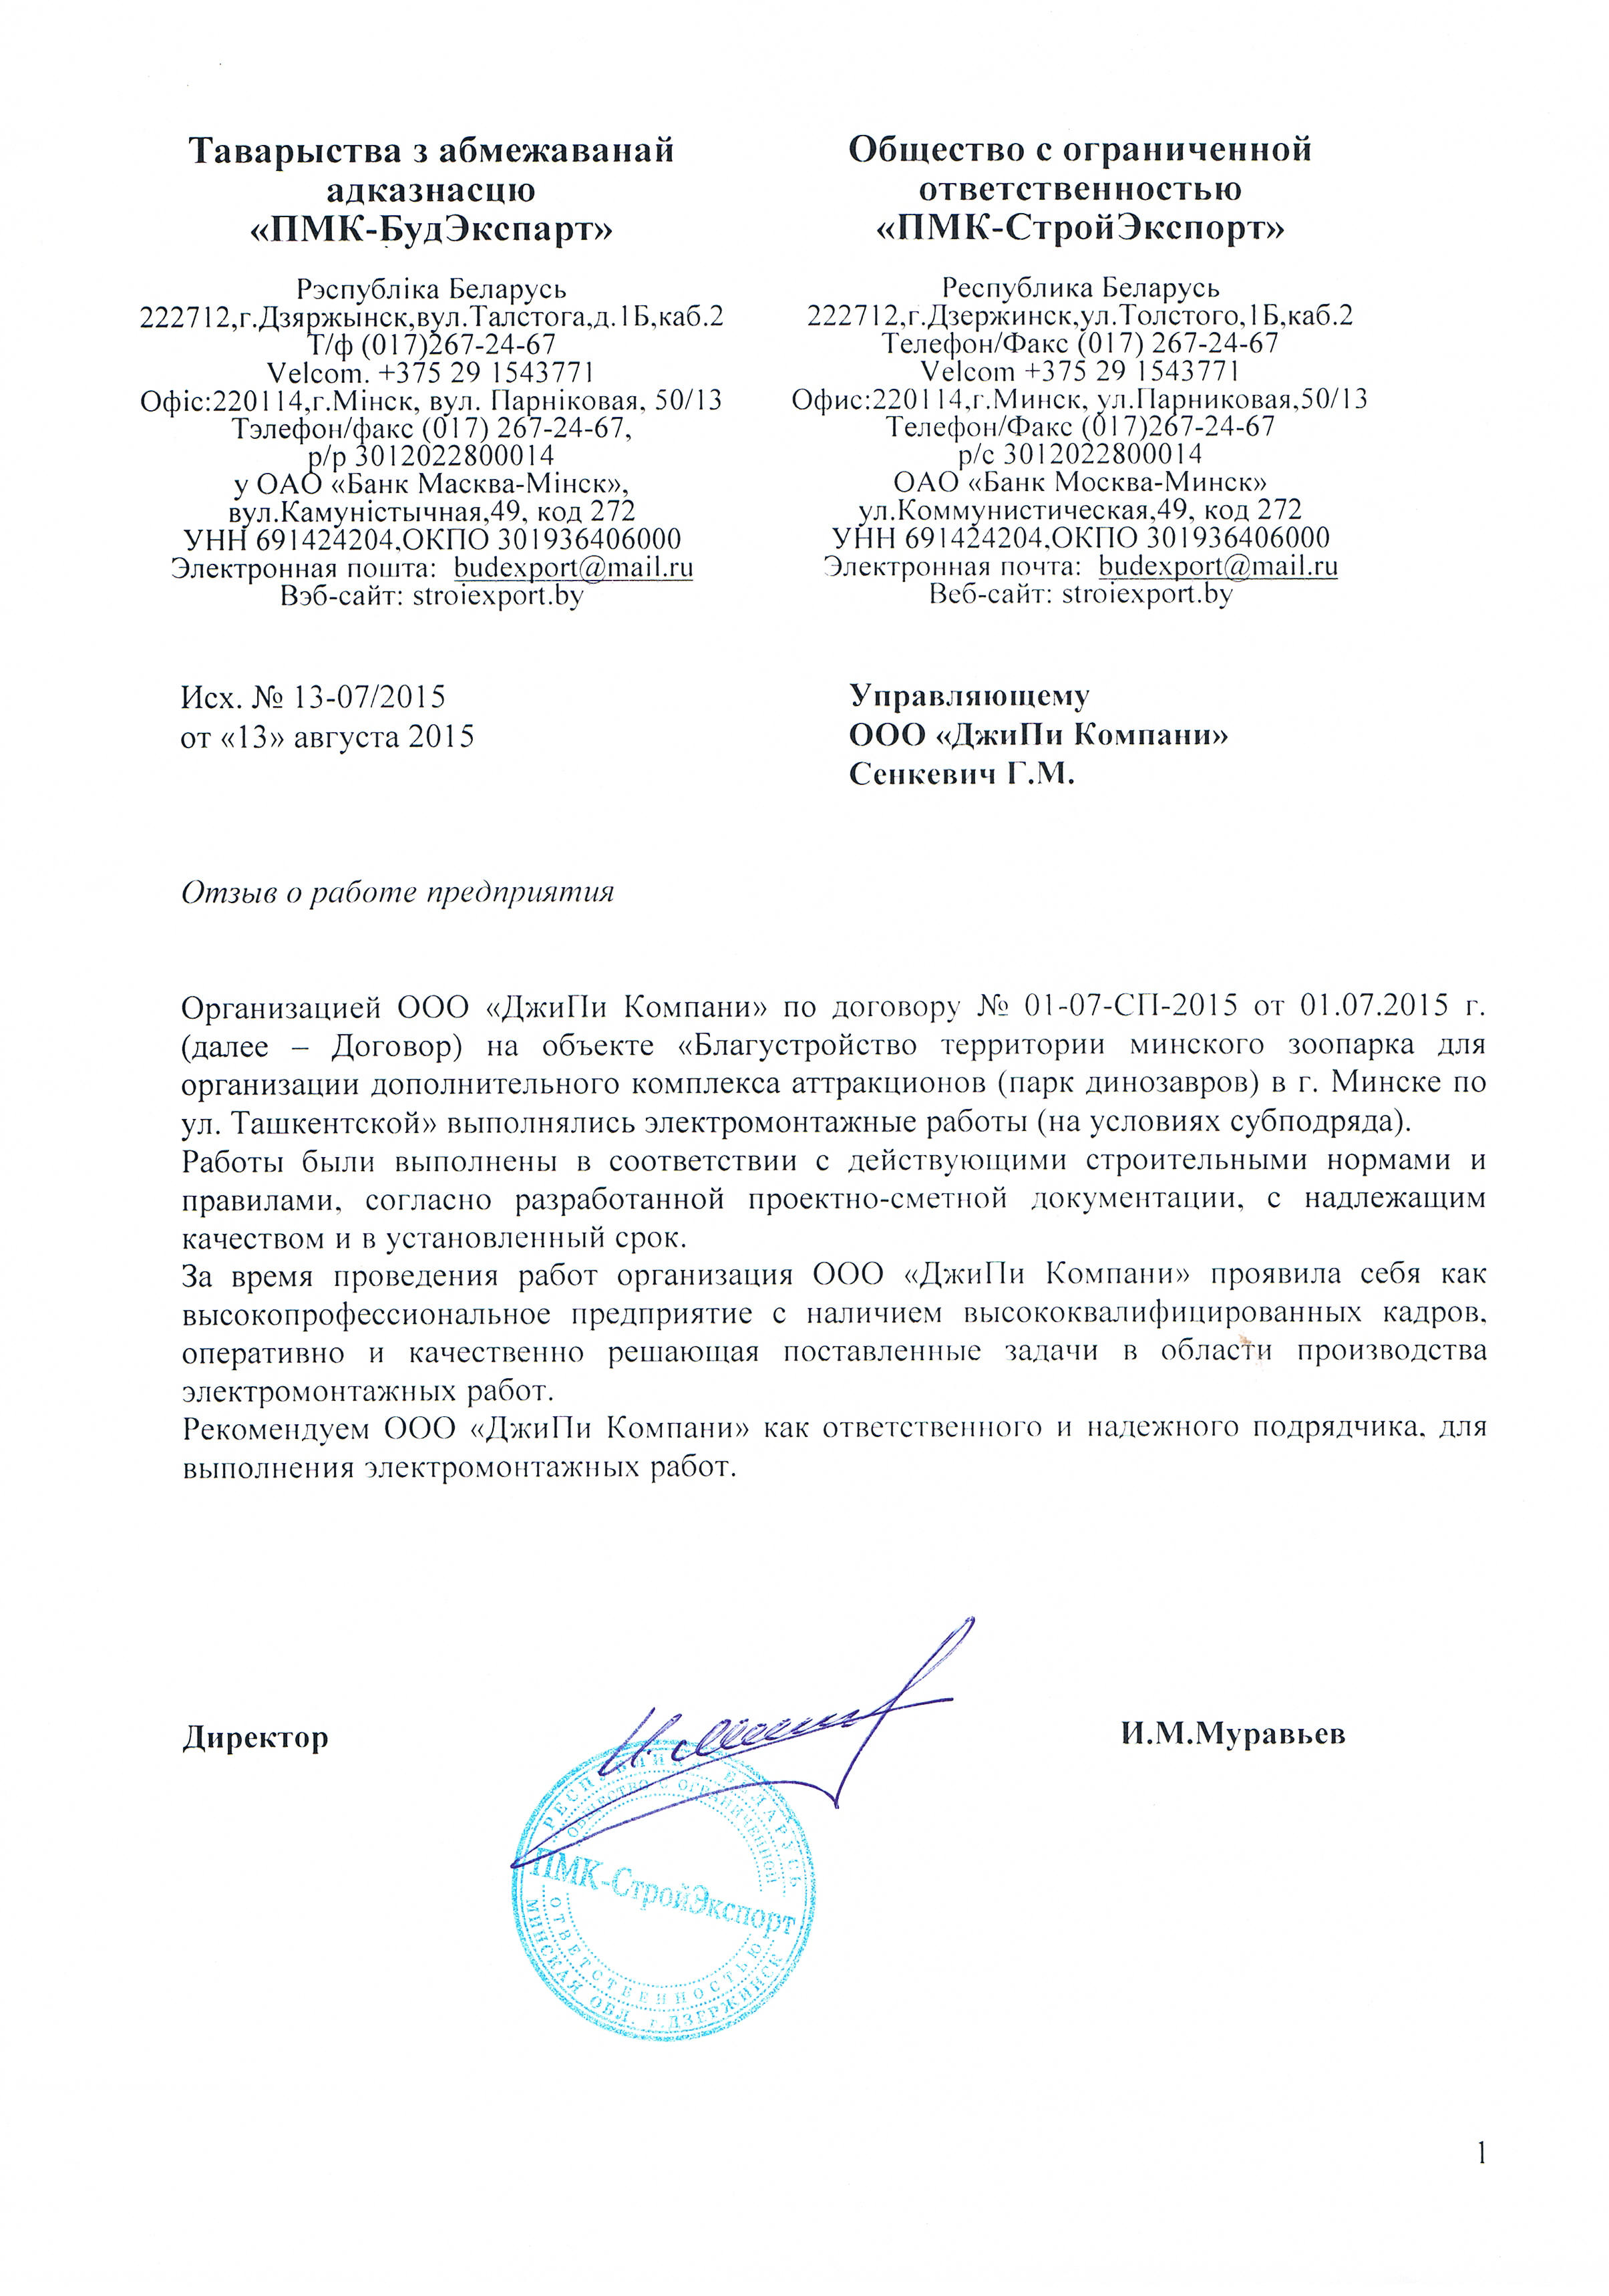 Таварыства з абмежаванай
адказнасцю
«ПМК-БудЭкспарт»
Рэспубліка Беларусь
222712,г.Дзяржынск,вул.Талстога,д.1Б,каб.2
Т/ф (017)267-24-67
Velcom. +375 29 1543771
Офіс:220114,г.Мінск, вул. Парніковая, 50/13
Тэлефон/факс (017) 267-24-67,
р/р 3012022800014
у ОАО «Банк Масква-Мінск»,
вул.Камуністычная,49, код 272
УНН 691424204,ОКПО 301936406000
Электронная пошта: budexport@mail.ru
Вэб-сайт: stroiexport.by
Общество с ограниченной
ответственностью
«ПМК-СтройЭкспорт»
Республика Беларусь
222712,г.Дзержинск,ул.Толстого,1Б,каб.2
Телефон/Факс (017) 267-24-67
Velcom +375 29 1543771
Офис:220114,г.Минск, ул.Парниковая,50/13
Телефон/Факс (017)267-24-67
р/с 3012022800014
ОАО «Банк Москва-Минск»
ул.Коммунистическая,49, код 272
УНН 691424204,ОКПО 301936406000
Электронная почта: budexport@mail.ru
Веб-сайт: stroiexport.by
Исх. № 13-07/2015
от «13» августа 2015
Управляющему
ООО «ДжиПи Компани»
Сенкевич Г.М.
Отзыв о работе предприятия
Организацией ООО «ДжиПи Компани» по договору № 01-07-СП-2015 от 01.07.2015 г.
(далее – Договор) на объекте «Благустройство территории минского зоопарка для
организации дополнительного комплекса аттракционов (парк динозавров) в г. Минске по
ул. Ташкентской» выполнялись электромонтажные работы (на условиях субподряда).
Работы были выполнены в соответствии с действующими строительными нормами и
правилами, согласно разработанной проектно-сметной документации, с надлежащим
качеством и в установленный срок.
За время проведения работ организация ООО «ДжиПи Компани» проявила себя как
высокопрофессиональное предприятие с наличием высококвалифицированных кадров,
оперативно и качественно решающая поставленные задачи в области производства
электромонтажных работ.
Рекомендуем ООО «ДжиПи Компани» как ответственного и надежного подрядчика, для
выполнения электромонтажных работ.
Директор
И.М.Муравьев
РЕСПУБЛИКА БЕЛАРУСЬ
ОБЩЕСТВО С ОГРАНИЧЕННОЙ
ПМК-СтройЭкспорт
ОТВЕТСТВЕННОСТЬЮ
МИНСКАЯ ОБЛ. г.ДЗЕРЖИНСК
1